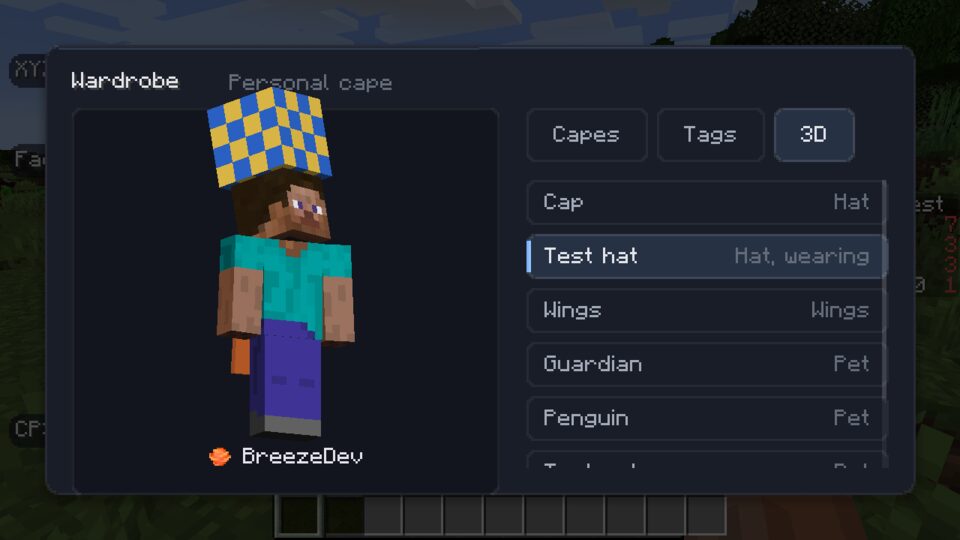 Wardrobe
Personal cape
Capes
Tags
3D
Cap
Hat
Test hat
Hat, wearing
Wings
Wings
Guardian
Pet
Penguin
Pet
BreezeDev